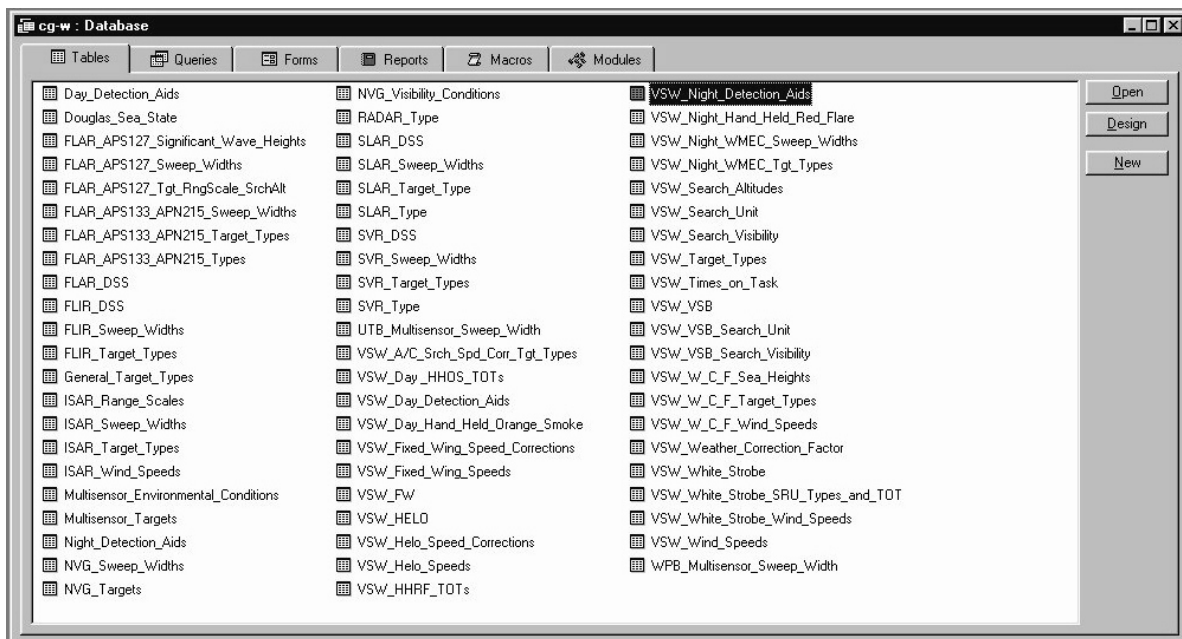 cg-w : Database
Tables
Queries
Forms
Reports
Macros
Modules
Day_Detection_Aids
Douglas_Sea_State
FLAR_APS127_Significant_Wave_Heights
FLAR_APS127_Sweep_Widths
FLAR_APS127_Tgt_RngScale_SrchAlt
FLAR_APS133_APN215_Sweep_Widths
FLAR_APS133_APN215_Target_Types
FLAR_APS133_APN215_Types
FLAR_DSS
FLIR_DSS
FLIR_Sweep_Widths
FLIR_Target_Types
General_Target_Types
ISAR_Range_Scales
ISAR_Sweep_Widths
ISAR_Target_Types
ISAR_Wind_Speeds
Multisensor_Environmental_Conditions
Multisensor_Targets
Night_Detection_Aids
NVG_Sweep_Widths
NVG_Targets
NVG_Visibility_Conditions
RADAR_Type
SLAR_DSS
SLAR_Sweep_Widths
SLAR_Target_Type
SLAR_Type
SVR_DSS
SVR_Sweep_Widths
SVR_Target_Types
SVR_Type
UTB_Multisensor_Sweep_Width
VSW_A/C_Srch_Spd_Corr_Tgt_Types
VSW_Day _HHOS_TOTs
VSW_Day_Detection_Aids
VSW_Day_Hand_Held_Orange_Smoke
VSW_Fixed_Wing_Speed_Corrections
VSW_Fixed_Wing_Speeds
VSW_FW
VSW_HELO
VSW_Helo_Speed_Corrections
VSW_Helo_Speeds
VSW_HHRF_TOTs
VSW_Night_Detection_Aids
VSW_Night_Hand_Held_Red_Flare
VSW_Night_WMEC_Sweep_Widths
VSW_Night_WMEC_Tgt_Types
VSW_Search_Altitudes
VSW_Search_Unit
VSW_Search_Visibility
VSW_Target_Types
VSW_Times_on_Task
VSW_VSB
VSW_VSB_Search_Unit
VSW_VSB_Search_Visibility
VSW_W_C_F_Sea_Heights
VSW_W_C_F_Target_Types
VSW_W_C_F_Wind_Speeds
VSW_Weather_Correction_Factor
VSW_White_Strobe
VSW_White_Strobe_SRU_Types_and_TOT
VSW_White_Strobe_Wind_Speeds
VSW_Wind_Speeds
WPB_Multisensor_Sweep_Width
Open
Design
New